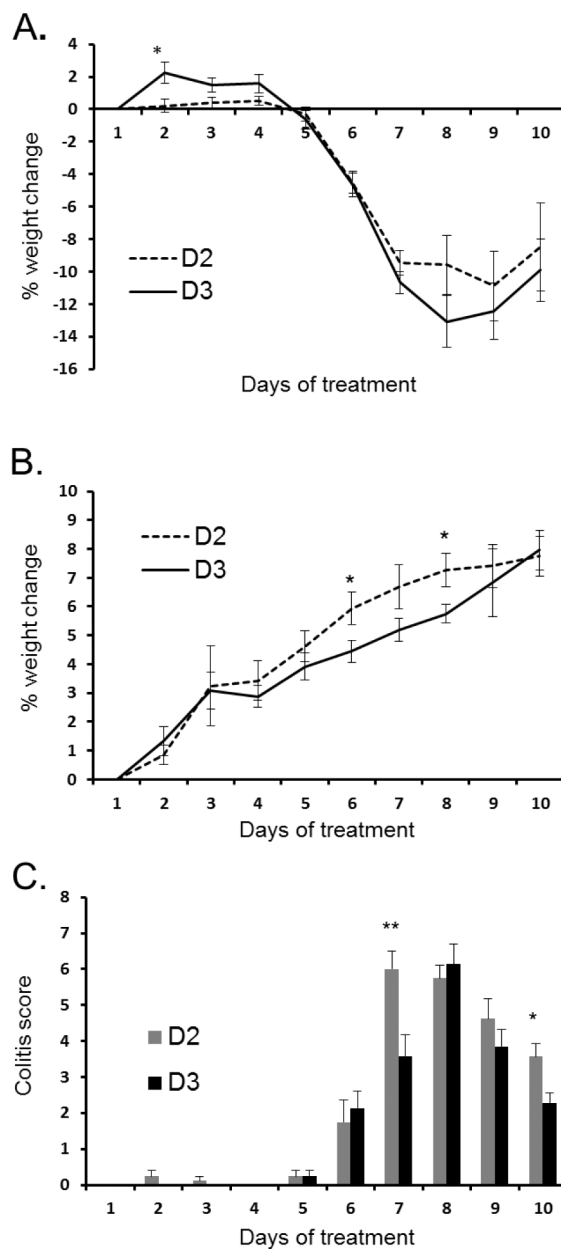 A.
*
4
2
0
-2
-4
-6
-8
-10
-12
-14
-16
1 2 3 4 5 6 7 8 9 10
% weight change
D2
D3
Days of treatment
B.
10
9
8
7
6
5
4
3
2
1
0
D2
D3
*
*
% weight change
1 2 3 4 5 6 7 8 9 10
Days of treatment
C.
8
7
6
5
4
3
2
1
0
**
*
Colitis score
D2
D3
1 2 3 4 5 6 7 8 9 10
Days of treatment